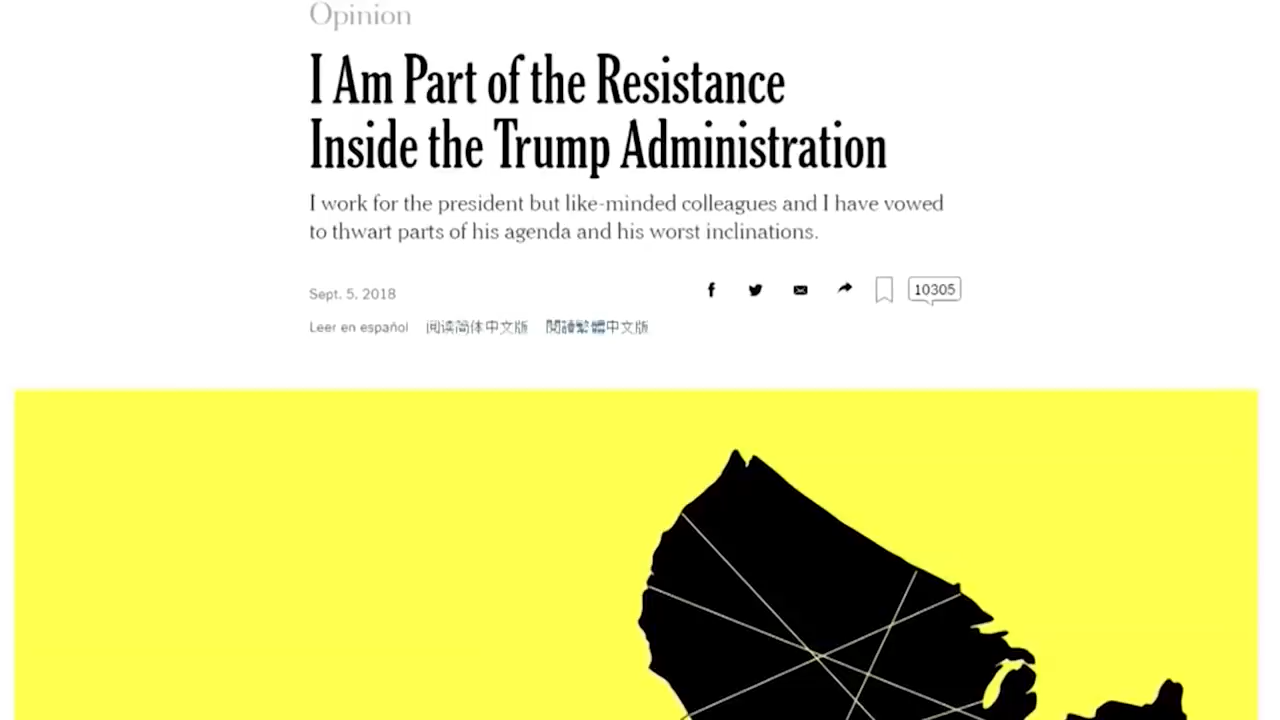 Opinion
I Am Part of the Resistance
Inside the Trump Administration
I work for the president but like-minded colleagues and I have vowed
to thwart parts of his agenda and his worst inclinations.
Sept. 5, 2018
10305
Leer en español 阅读简体中文版 閱讀繁體中文版